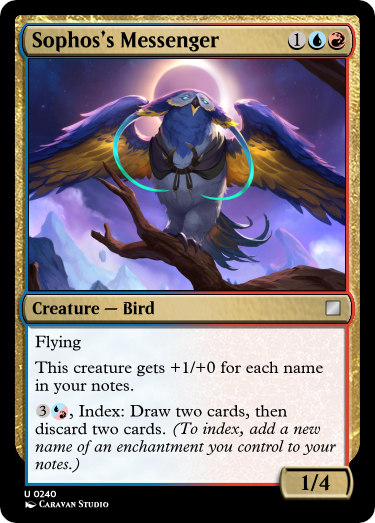 Sophos's Messenger 1
Creature — Bird
Flying
This creature gets +1/+0 for each name
in your notes.
3, Index: Draw two cards, then
discard two cards. (To index, add a new
name of an enchantment you control to your
notes.)
1/4
U 0240
Caravan Studio